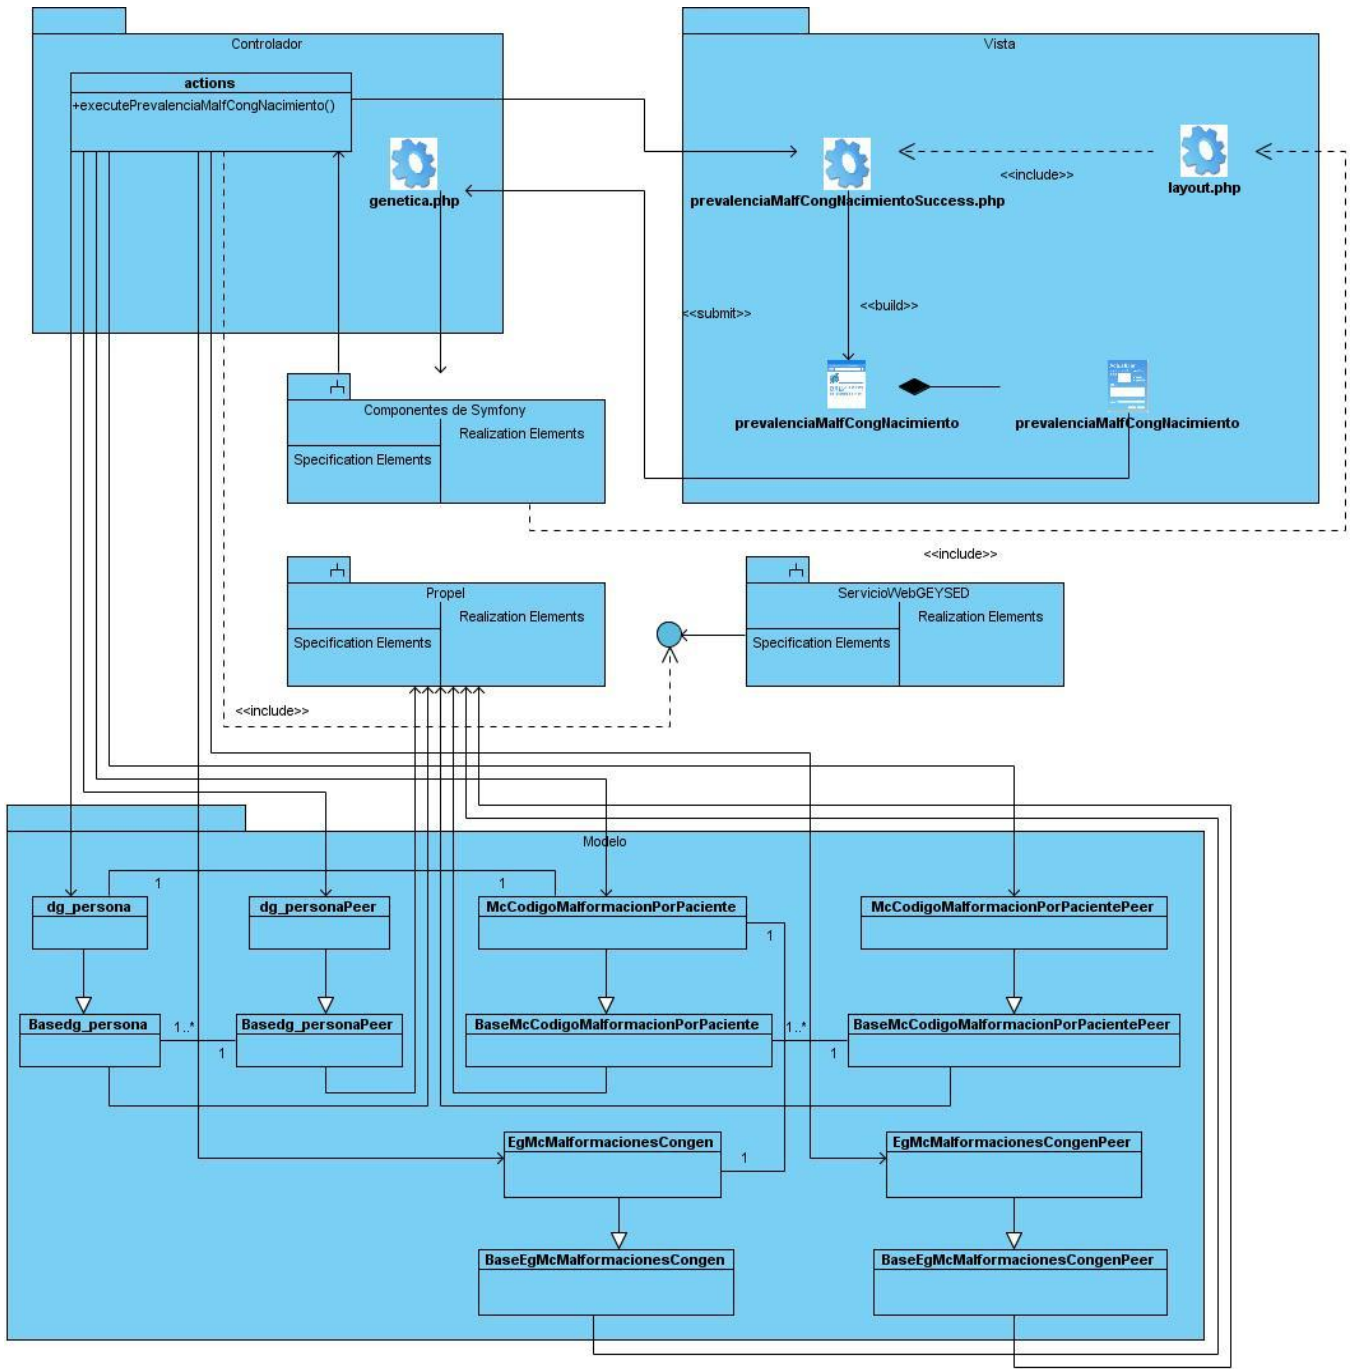 Controlador
Vista
actions
+executePrevalenciaMalfCongNacimiento()
genetica.php
prevalenciaMalfCongNacimientoSuccess.php
<<include>>
layout.php
<<submit>>
<<build>>
prevalenciaMalfCongNacimiento
prevalenciaMalfCongNacimiento
Componentes de Symfony
Realization Elements
Specification Elements
<<include>>
Propel
Realization Elements
Specification Elements
ServicioWebGEYSED
Realization Elements
Specification Elements
<<include>>
Modelo
1
1
dg_persona
dg_personaPeer
McCodigoMalformacionPorPaciente
McCodigoMalformacionPorPacientePeer
1
Basedg_persona
1..*
1
Basedg_personaPeer
BaseMcCodigoMalformacionPorPaciente
1..*
1
BaseMcCodigoMalformacionPorPacientePeer
EgMcMalformacionesCongen
1
EgMcMalformacionesCongenPeer
BaseEgMcMalformacionesCongen
BaseEgMcMalformacionesCongenPeer